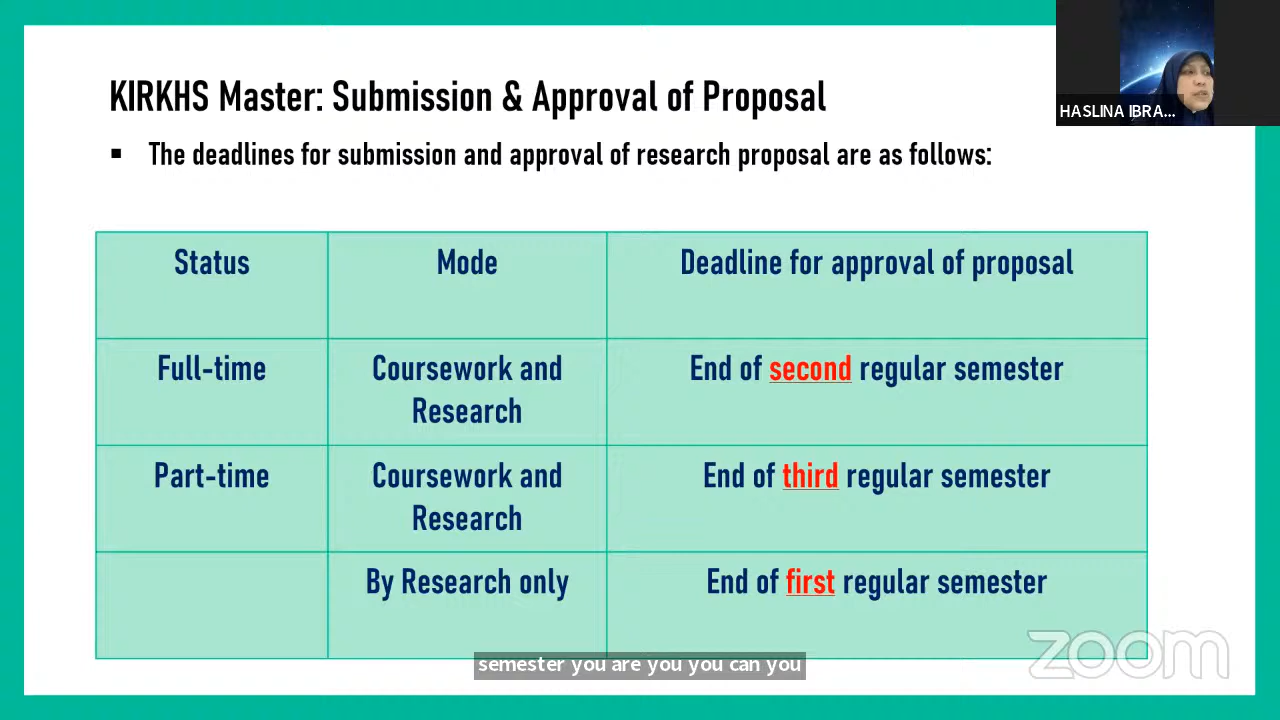 KIRKHS Master: Submission & Approval of Proposal
HASLINA IBRA...
▪ The deadlines for submission and approval of research proposal are as follows:
Status
Mode
Deadline for approval of proposal
Full-time
Coursework and
Research
End of second regular semester
Part-time
Coursework and
Research
End of third regular semester
By Research only
End of first regular semester
zoom
semester you are you you can you